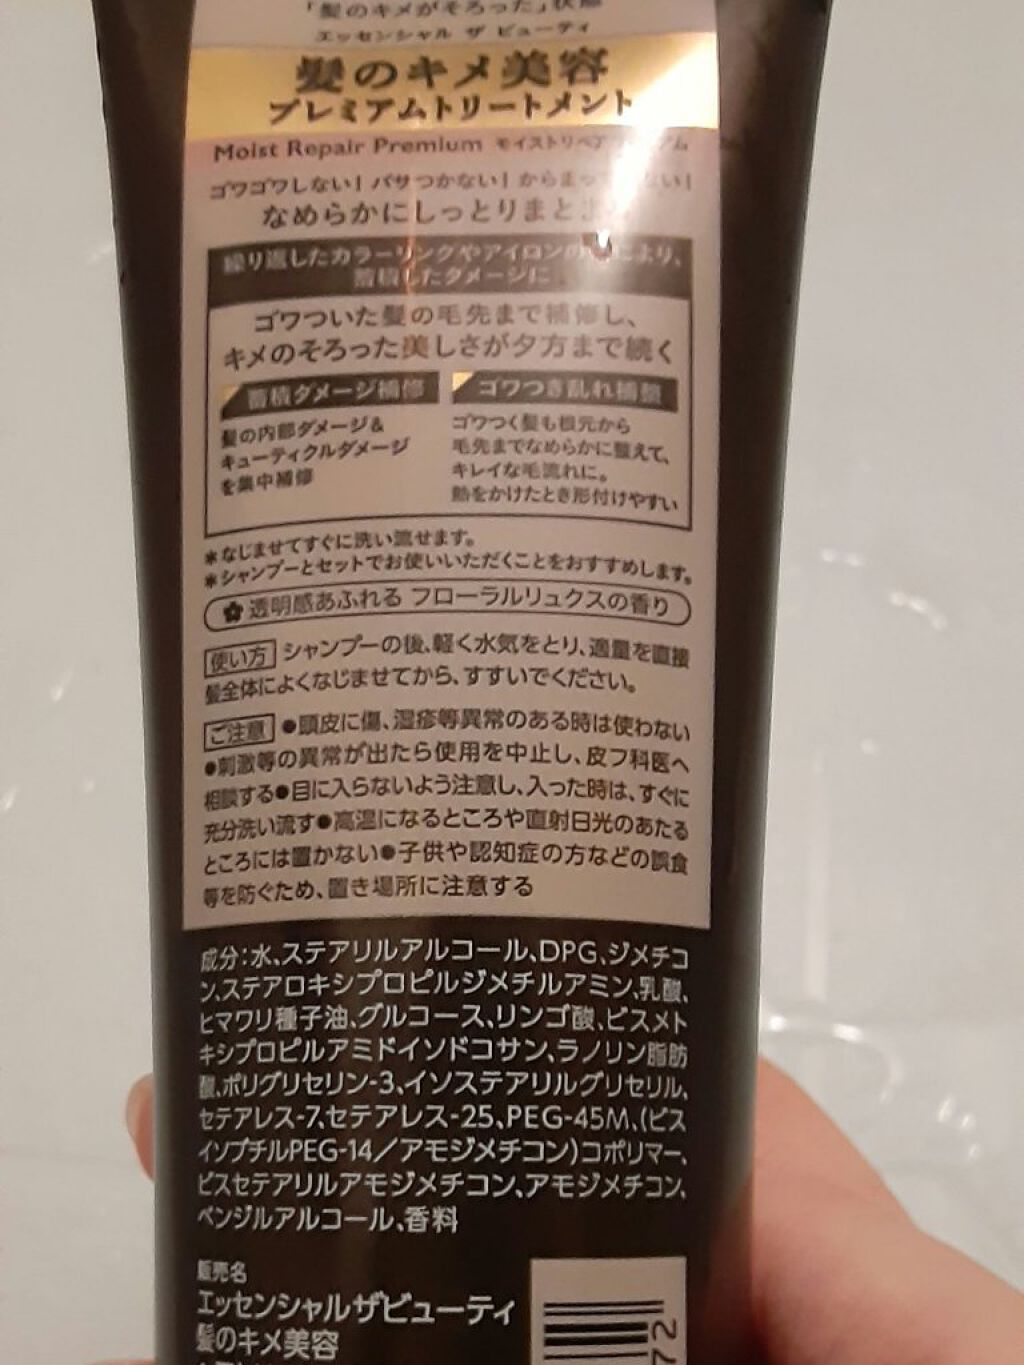 「髪のキメがそろった」状態
エッセンシャル ザ ビューティ
髪のキメ美容
プレミアムトリートメント
Moist Repair Premium モイストリペア
ゴワゴワしない！パサつかない！からまっ ない！
なめらかにしっとりまとま
繰り返したカラーリングやアイロンの により、
蓄積したダメージに
ゴワついた髪の毛先まで補修し、
キメのそろった美しさが夕方まで続く
蓄積ダメージ補修
髪の内部ダメージ&
キューティクルダメージ
を集中補修
ゴワつき乱れ補整
ゴワつく髪も根元から
毛先までなめらかに整えて、
キレイな毛流れに。
熱をかけたとき形付けやすい
＊なじませてすぐに洗い流せます。
＊シャンプーとセットでお使いいただくことをおすすめします。
透明感あふれる フローラルリュクスの香り
使い方 シャンプーの後、軽く水気をとり、適量を直接
髪全体によくなじませてから、すすいでください。
ご注意 ●頭皮に傷、湿疹等異常のある時は使わない
●刺激等の異常が出たら使用を中止し、皮フ科医へ
相談する●目に入らないよう注意し、入った時は、すぐに
充分洗い流す●高温になるところや直射日光のあたる
ところには置かない●子供や認知症の方などの誤食
等を防ぐため、置き場所に注意する
成分：水、ステアリルアルコール、DPG、ジメチコ
ン、ステアロキシプロピルジメチルアミン、乳酸、
ヒマワリ種子油、グルコース、リンゴ酸、ビスメト
キシプロピルアミドイソドコサン、ラノリン脂肪
酸、ポリグリセリン-3、イソステアリルグリセリル、
セテアレス-7、セテアレス-25、PEG-45M、(ビス
イソブチルPEG-14／アモジメチコン)コポリマー、
ビスセテアリルアモジメチコン、アモジメチコン、
ベンジルアルコール、香料
販売名
エッセンシャルザビューティ
髪のキメ美容
72